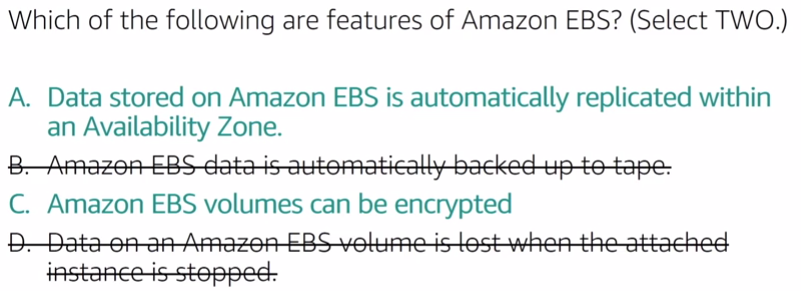 Which of the following are features of Amazon EBS? (Select TWO.)
A. Data stored on Amazon EBS is automatically replicated within
an Availability Zone.
B. Amazon EBS data is automatically backed up to tape.
C. Amazon EBS volumes can be encrypted
D. Data on an Amazon EBS volume is lost when the attached
instance is stopped.